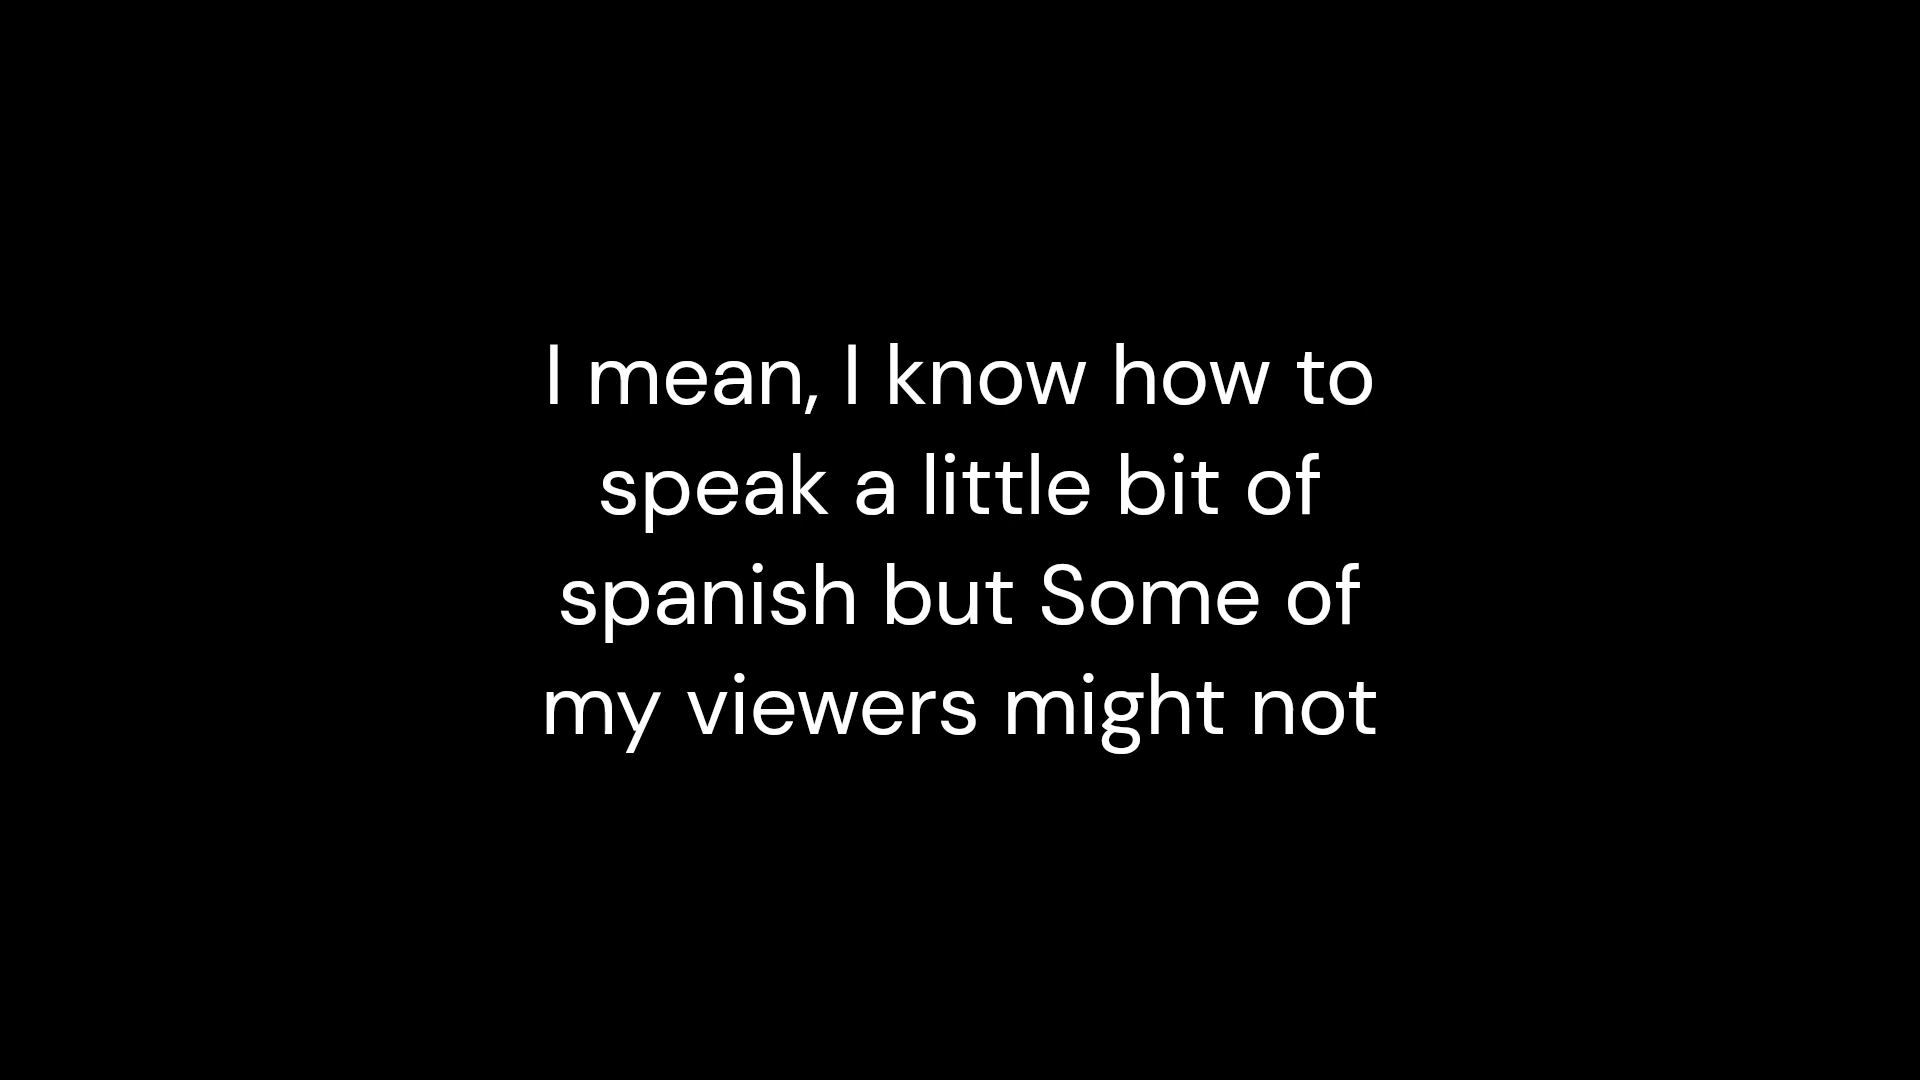 I mean, I know how to
speak a little bit of
spanish but Some of
my viewers might not